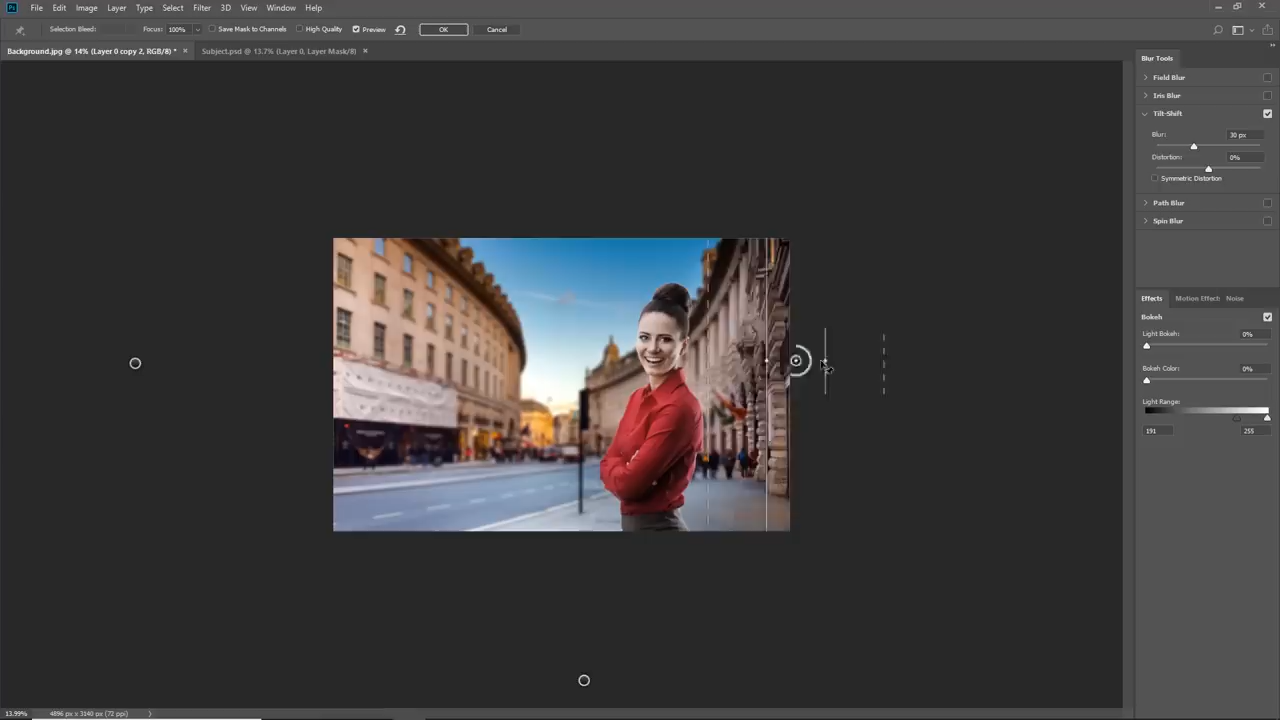 Ps File Edit Image Layer Type Select Filter 3D View Window Help
Selection Bleed: Focus: 100% Save Mask to Channels High Quality Preview OK Cancel
Background.jpg @ 14% (Layer 0 copy 2, RGB/8) * × Subject.psd @ 13.7% (Layer 0, Layer Mask/8) ×
Blur Tools
Field Blur
Iris Blur
Tilt-Shift
Blur: 30 px
Distortion: 0%
Symmetric Distortion
Path Blur
Spin Blur
Effects Motion Effect: Noise
Bokeh
Light Bokeh: 0%
Bokeh Color: 0%
Light Range:
191 255
13.99% 4896 px x 3140 px (72 ppi)